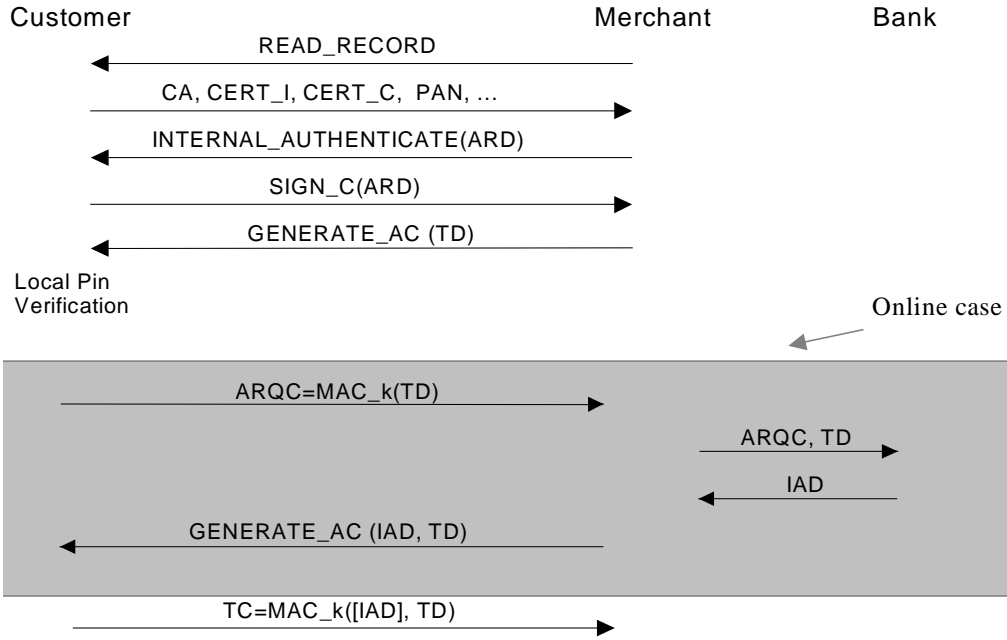 Customer Merchant Bank
READ_RECORD
CA, CERT_I, CERT_C, PAN, ...
INTERNAL_AUTHENTICATE(ARD)
SIGN_C(ARD)
GENERATE_AC (TD)
Local Pin
Verification
Online case
ARQC=MAC_k(TD)
ARQC, TD
IAD
GENERATE_AC (IAD, TD)
TC=MAC_k([IAD], TD)